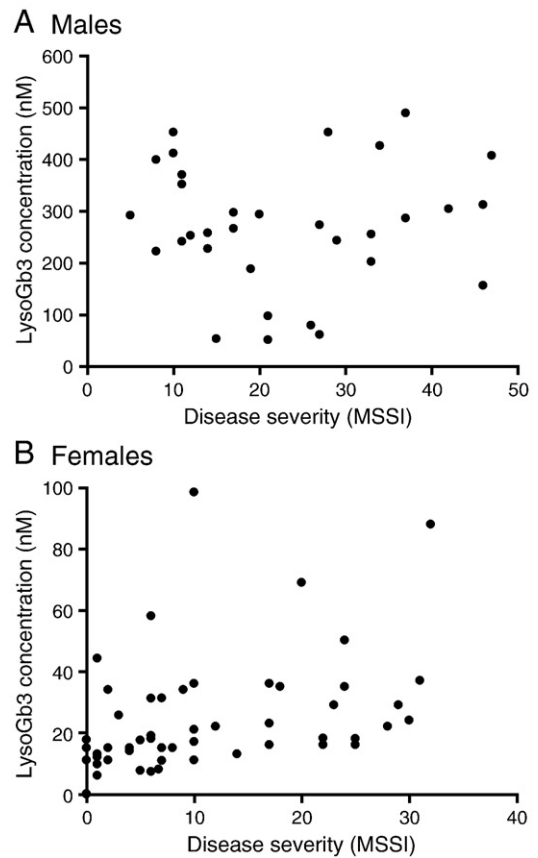 A Males
LysoGb3 concentration (nM)
600
500
400
300
200
100
0
0 10 20 30 40 50
Disease severity (MSSI)
B Females
LysoGb3 concentration (nM)
100
80
60
40
20
0
0 10 20 30 40
Disease severity (MSSI)